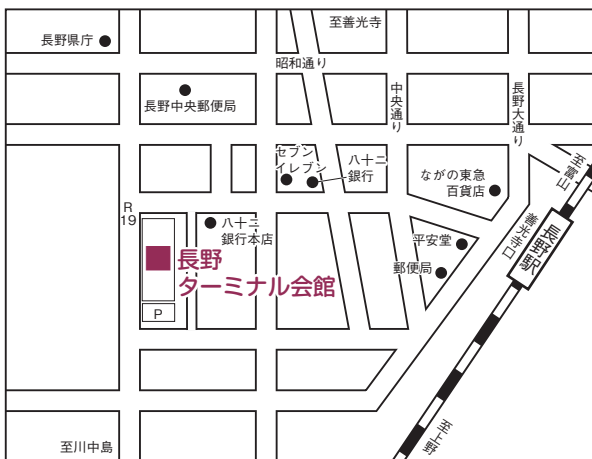 至善光寺
長野県庁
昭和通り
長野中央郵便局
中央通り
長野大通り
セブン
イレブン
八十二
銀行
ながの東急
百貨店
至富山
R
19
八十二
銀行本店
善光寺口
長野駅
平安堂
郵便局
長野
ターミナル会館
P
至川中島
至上野